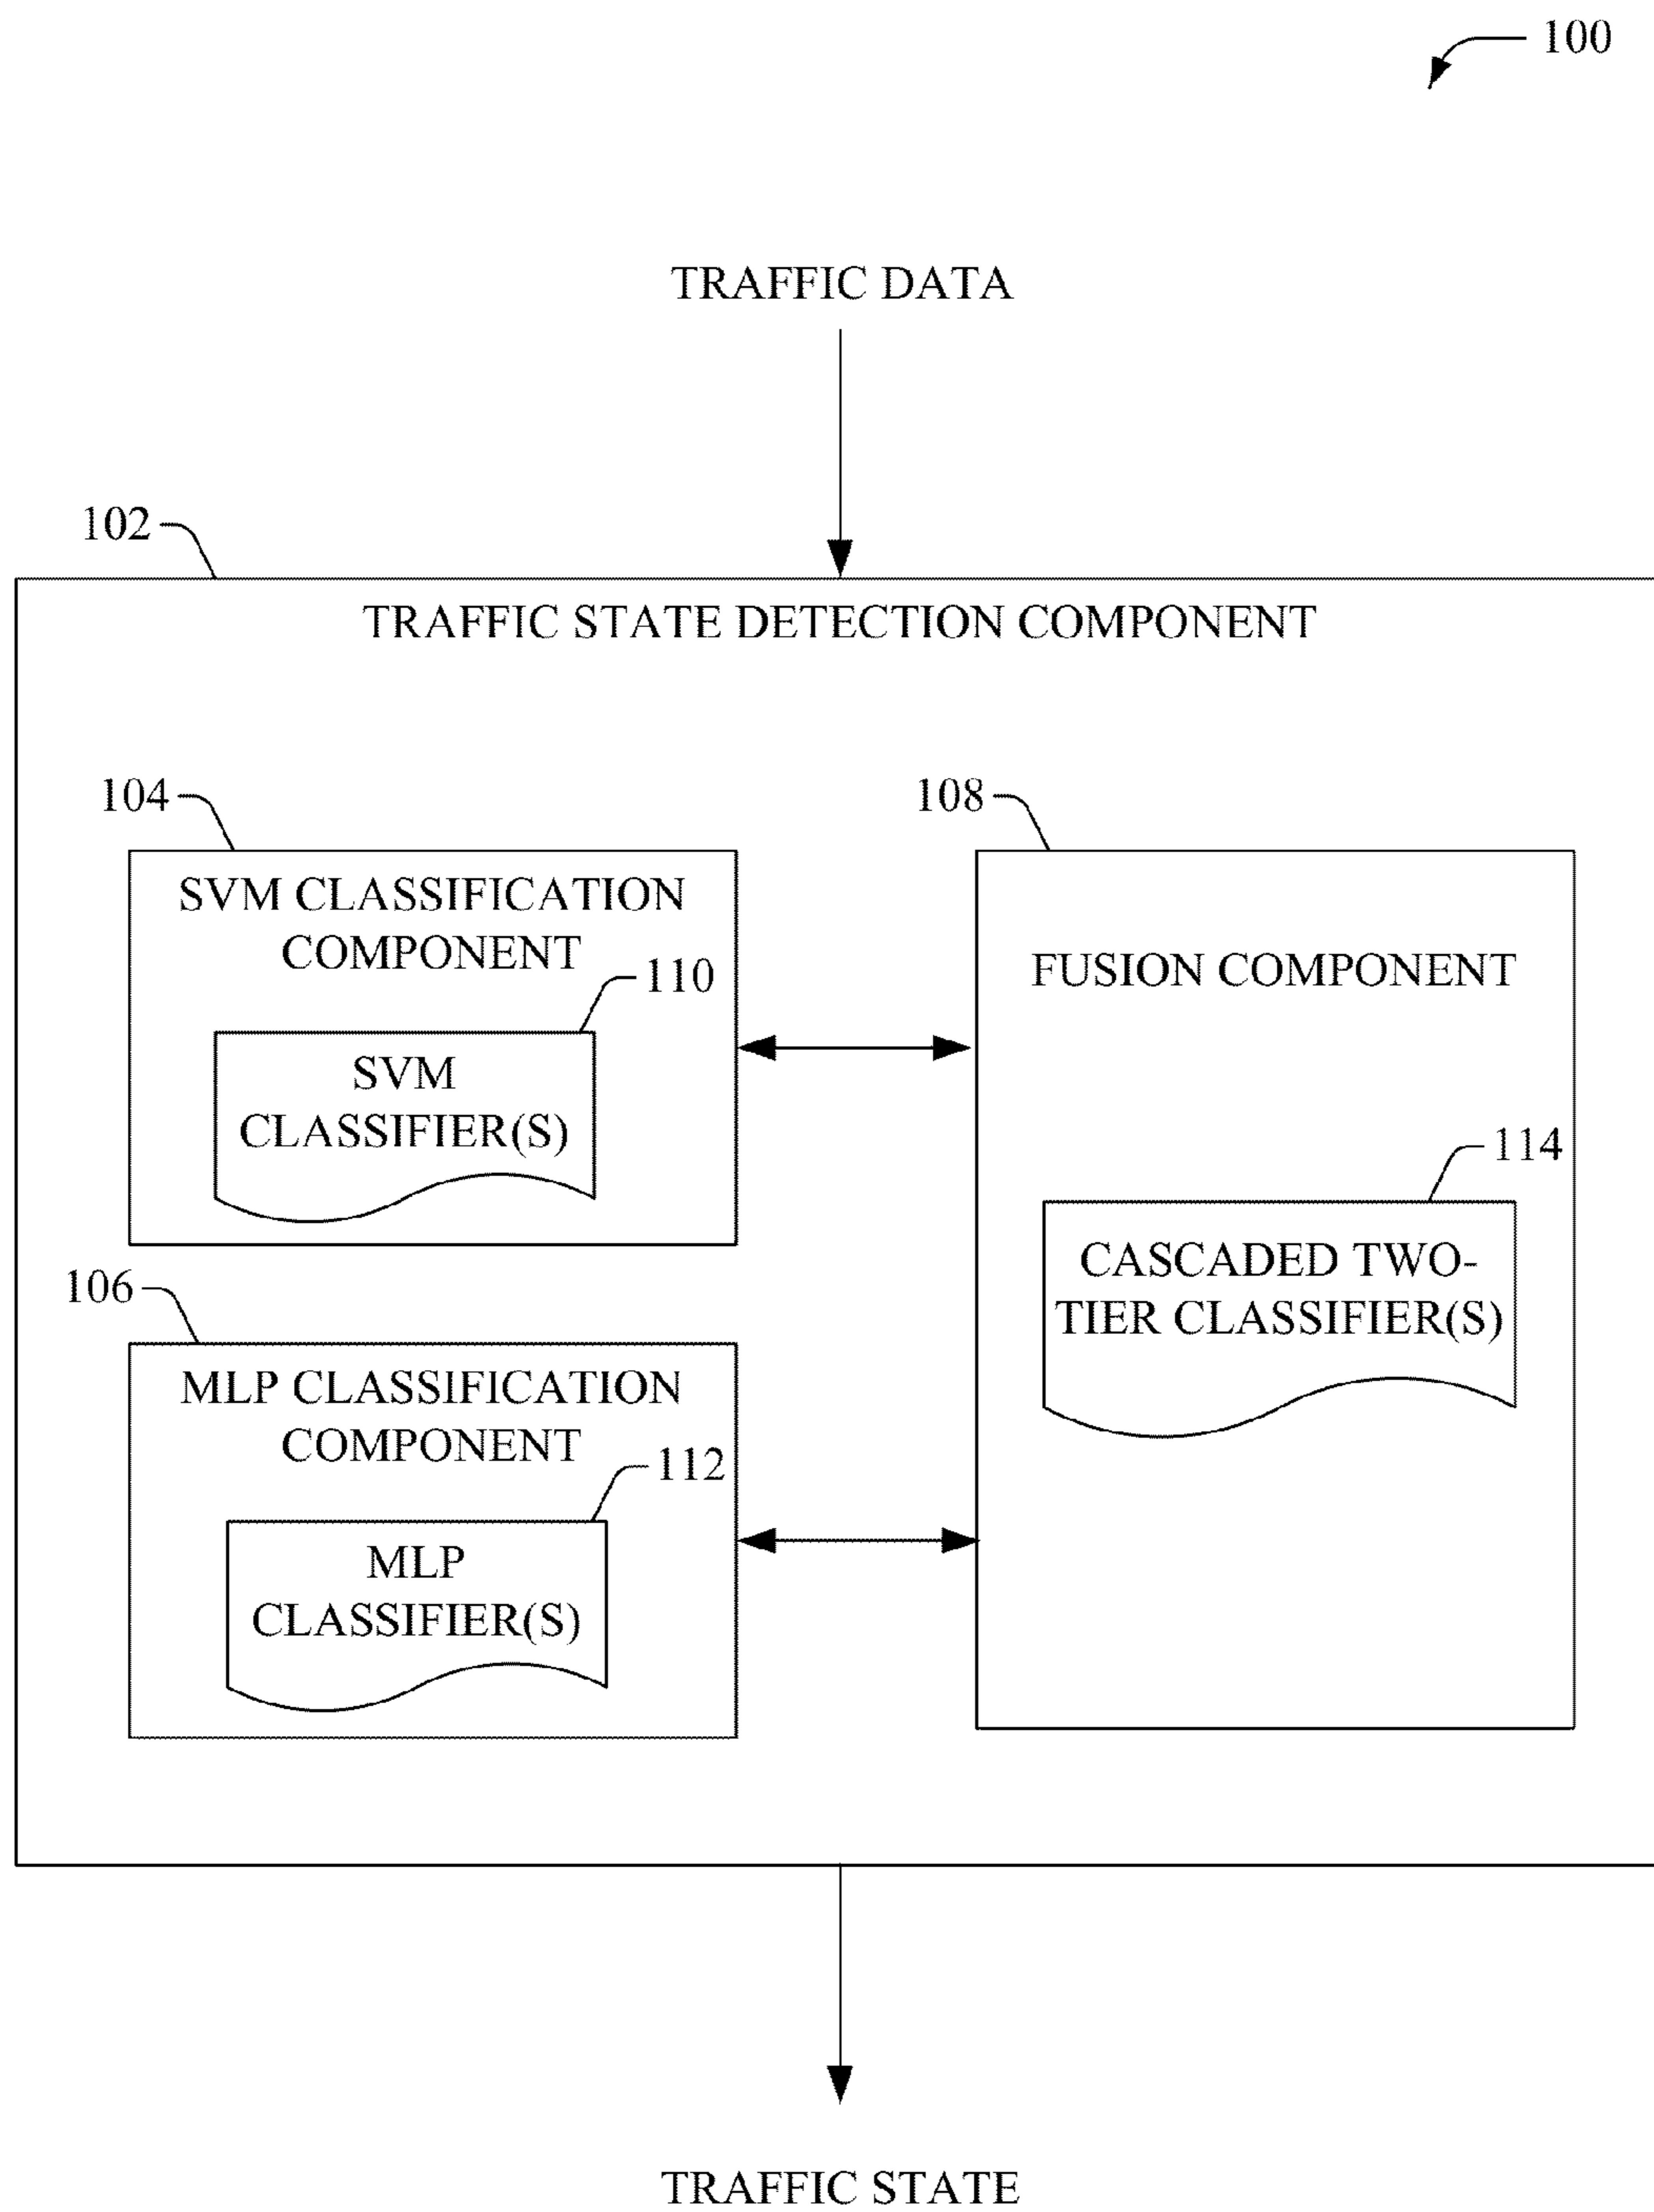 100
TRAFFIC DATA
102
TRAFFIC STATE DETECTION COMPONENT
104
SVM CLASSIFICATION
COMPONENT
110
SVM
CLASSIFIER(S)
106
MLP CLASSIFICATION
COMPONENT
112
MLP
CLASSIFIER(S)
108
FUSION COMPONENT
114
CASCADED TWO-
TIER CLASSIFIER(S)
TRAFFIC STATE